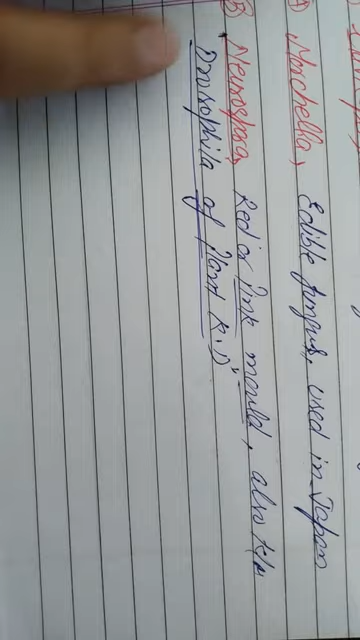 A) Morchella, Edible fungus, used in Japan
B) Neurospora, Red or Pink mould, also k/a
Drosophila of Plant K.D"